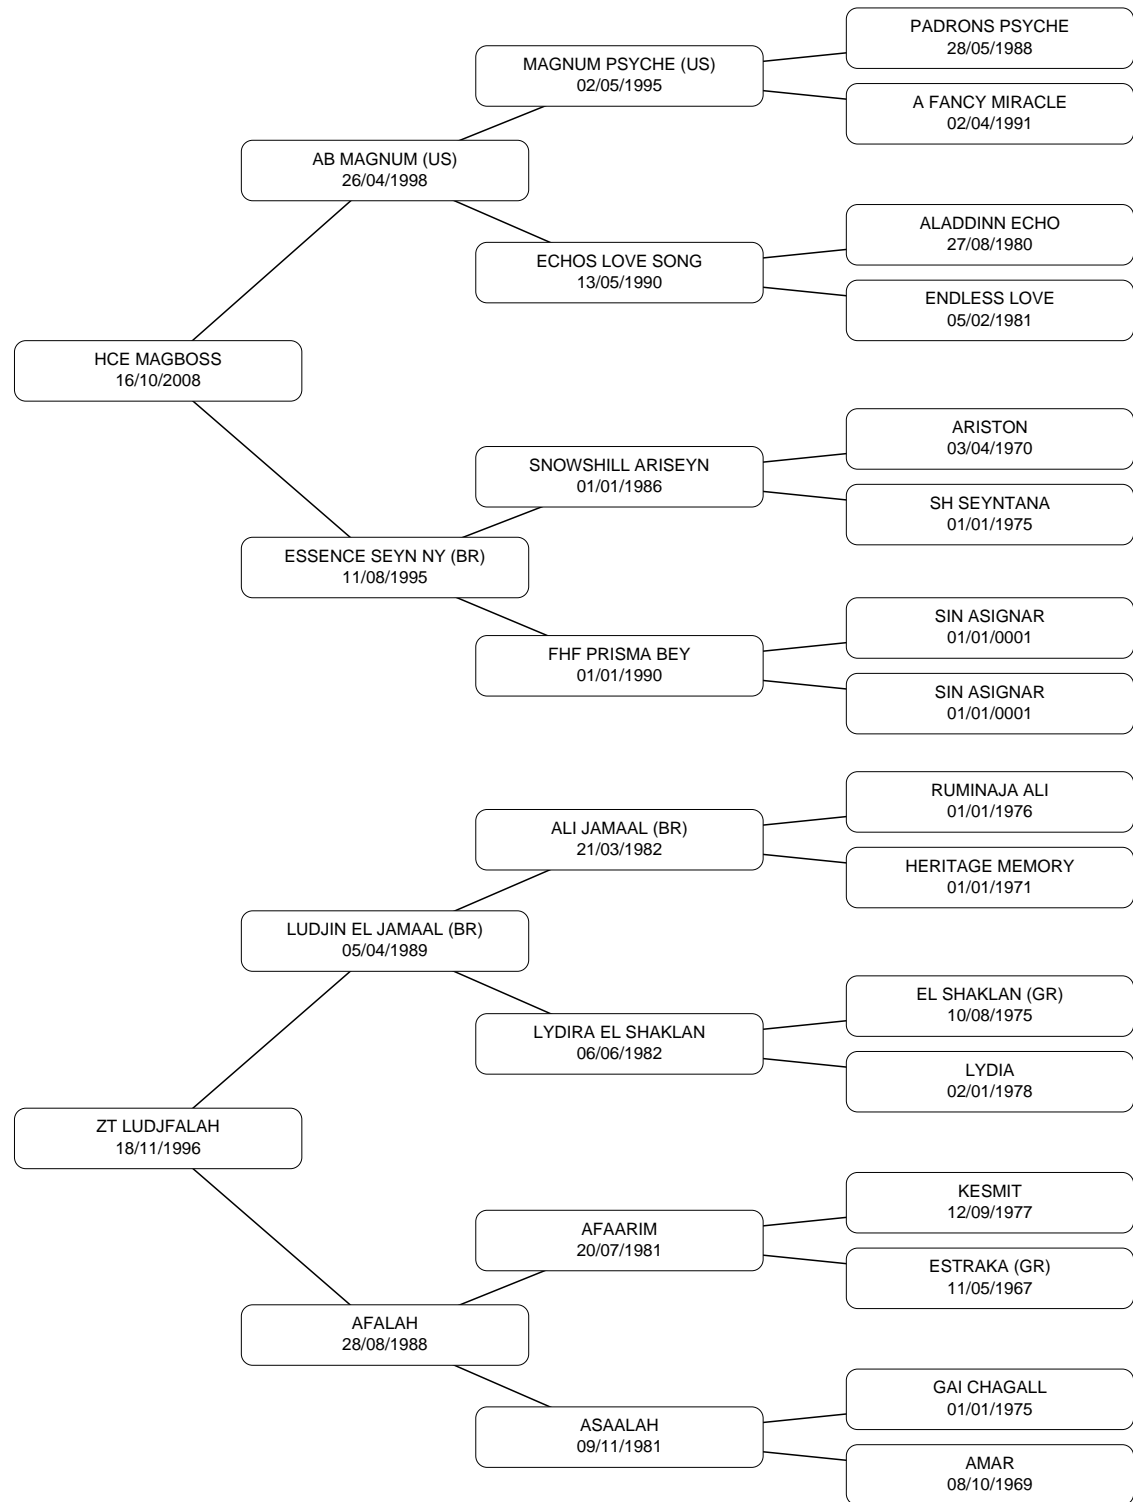 PADRONS PSYCHE
28/05/1988
MAGNUM PSYCHE (US)
02/05/1995
A FANCY MIRACLE
02/04/1991
AB MAGNUM (US)
26/04/1998
ALADDINN ECHO
27/08/1980
ECHOS LOVE SONG
13/05/1990
ENDLESS LOVE
05/02/1981
HCE MAGBOSS
16/10/2008
ARISTON
03/04/1970
SNOWSHILL ARISEYN
01/01/1986
SH SEYNTANA
01/01/1975
ESSENCE SEYN NY (BR)
11/08/1995
SIN ASIGNAR
01/01/0001
FHF PRISMA BEY
01/01/1990
SIN ASIGNAR
01/01/0001
RUMINAJA ALI
01/01/1976
ALI JAMAAL (BR)
21/03/1982
HERITAGE MEMORY
01/01/1971
LUDJIN EL JAMAAL (BR)
05/04/1989
EL SHAKLAN (GR)
10/08/1975
LYDIRA EL SHAKLAN
06/06/1982
LYDIA
02/01/1978
ZT LUDJFALAH
18/11/1996
KESMIT
12/09/1977
AFAARIM
20/07/1981
ESTRAKA (GR)
11/05/1967
AFALAH
28/08/1988
GAI CHAGALL
01/01/1975
ASAALAH
09/11/1981
AMAR
08/10/1969